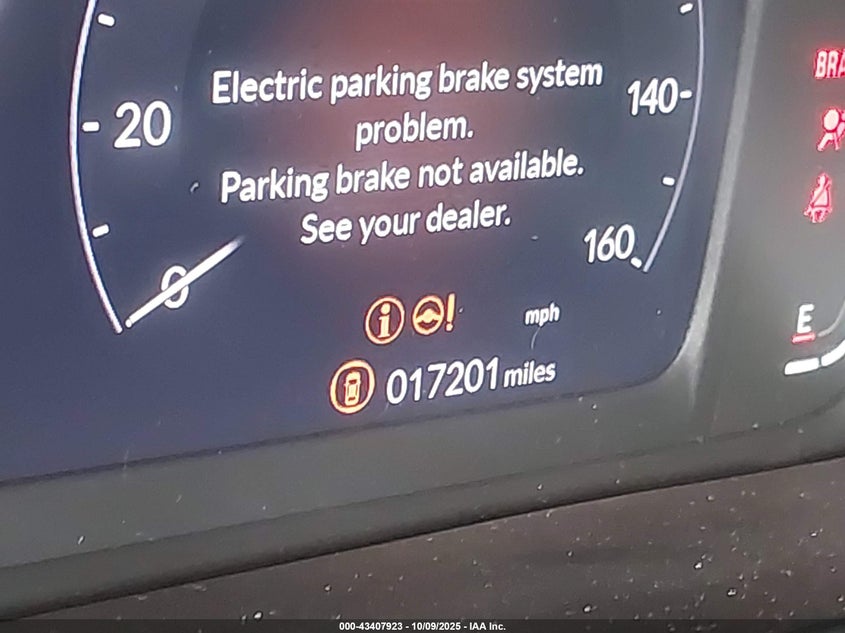 Electric parking brake system
problem.
Parking brake not available.
See your dealer.
20
0
140
160
mph
017201 miles
E
000-43407923 - 10/09/2025 - IAA Inc.